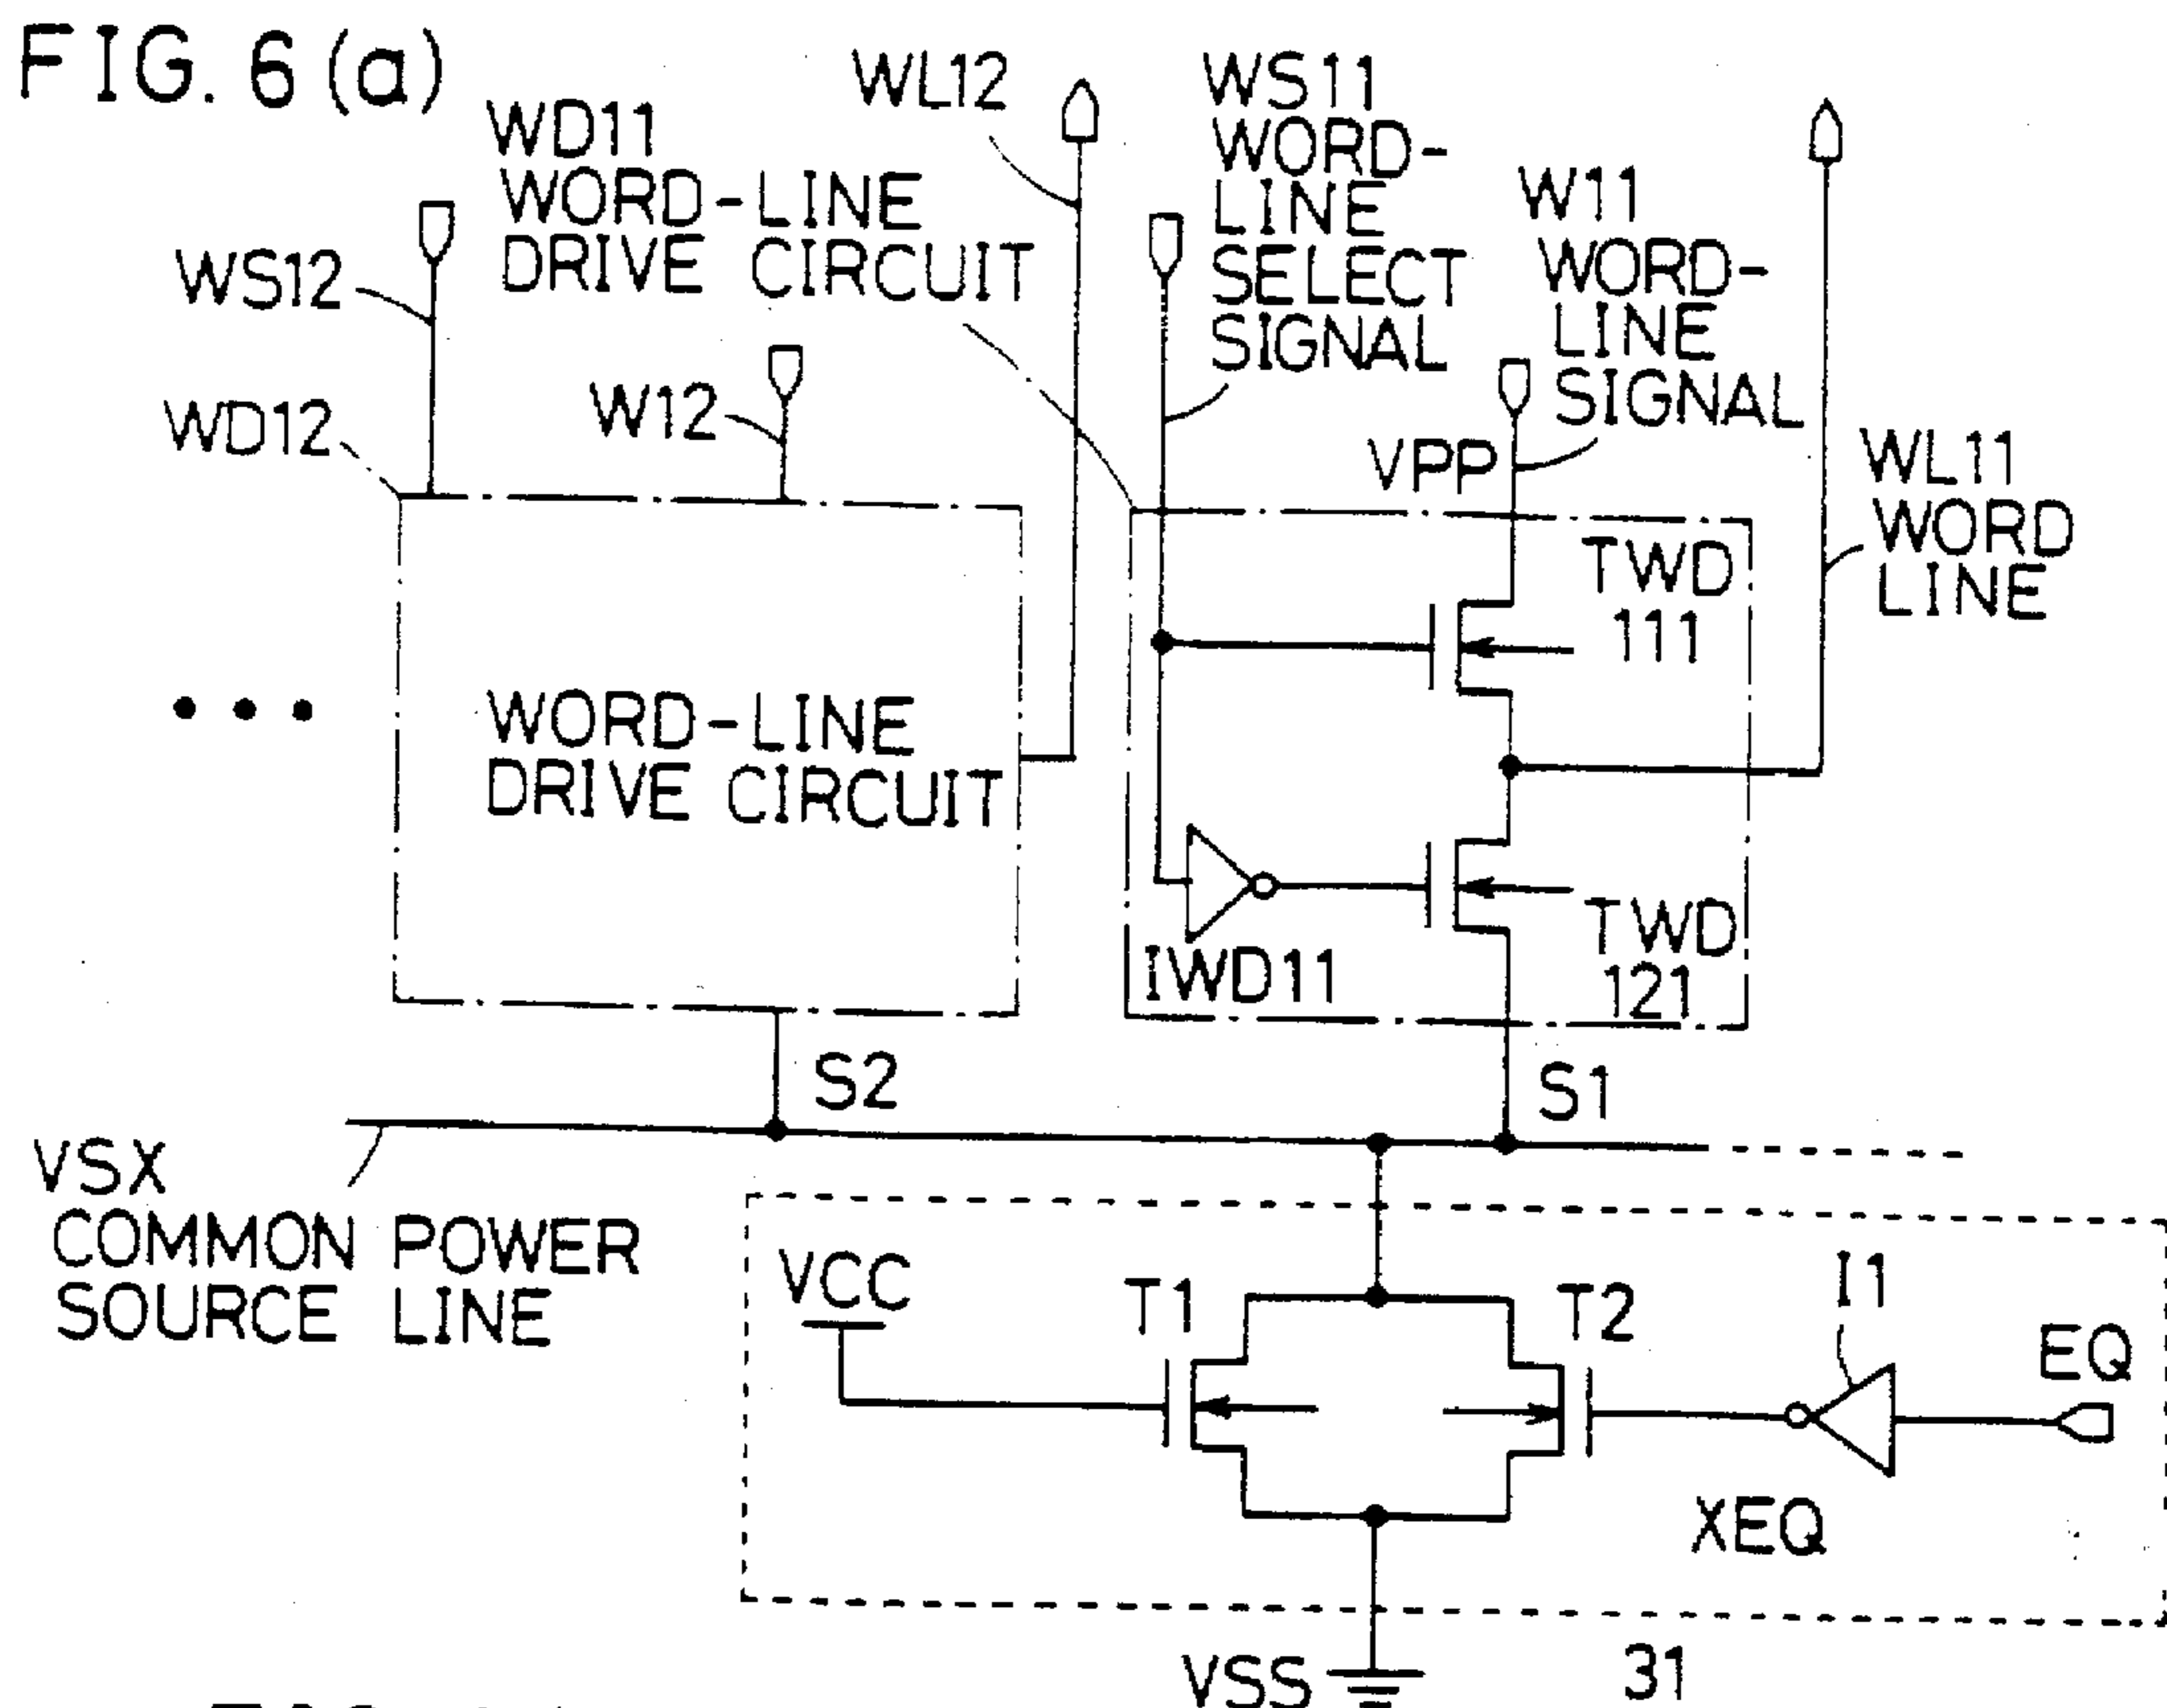 FIG. 6 (a)
WL12
WS11
WORD-
LINE
SELECT
SIGNAL
WD11
WORD-LINE
DRIVE CIRCUIT
W11
WORD-
LINE
SIGNAL
WS12
W12
WD12
VPP
WL11
WORD
LINE
TWD
111
WORD-LINE
DRIVE CIRCUIT
TWD
121
IWD11
S2
S1
VSX
COMMON POWER
SOURCE LINE
VCC
T1
T2
I1
EQ
XEQ
VSS
31